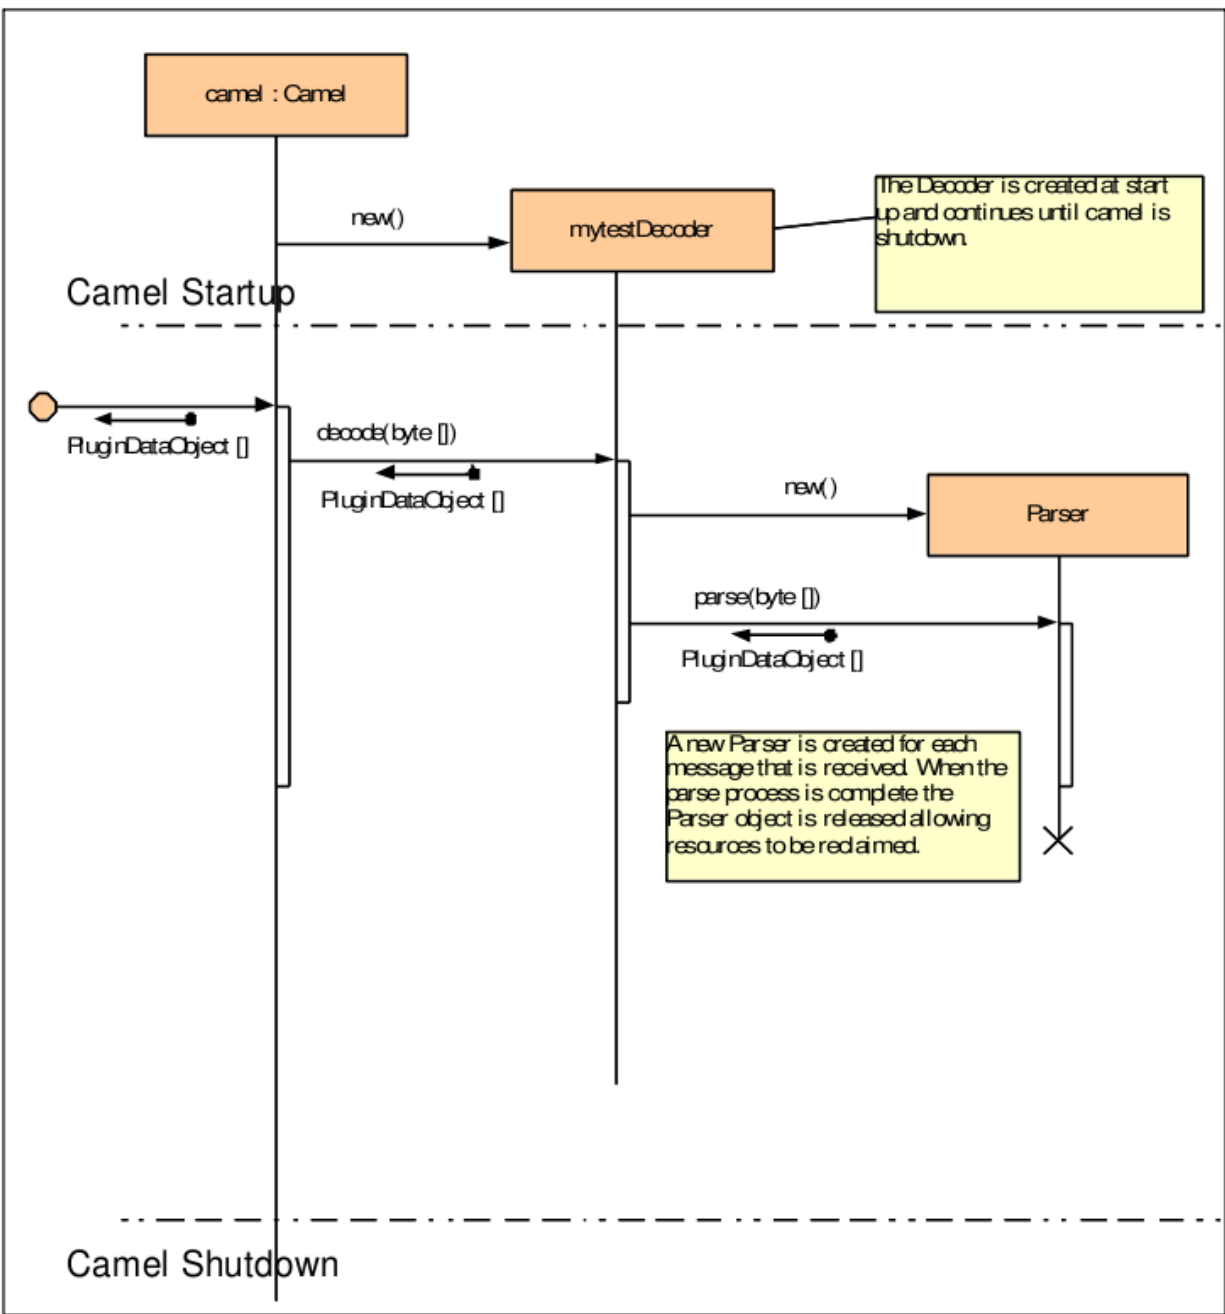 camel : Camel
new()
mytestDecoder
The Decoder is created at start
up and continues until camel is
shutdown.
Camel Startup
PluginDataObject []
decode(byte [])
PluginDataObject []
new()
Parser
parse(byte [])
PluginDataObject []
A new Parser is created for each
message that is received. When the
parse process is complete the
Parser object is released allowing
resources to be reclaimed.
Camel Shutdown